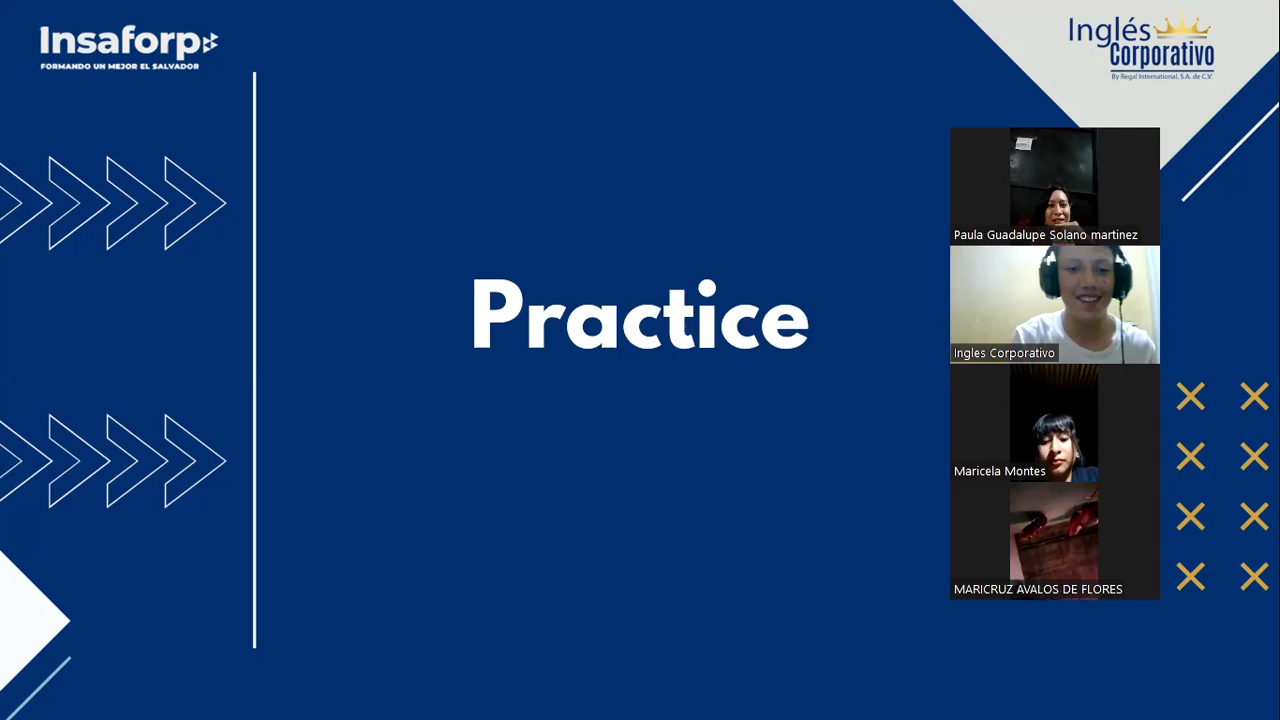 Insaforp
FORMANDO UN MEJOR EL SALVADOR
Inglés
Corporativo
By Regal International, S.A. de C.V.
Practice
Paula Guadalupe Solano martinez
Ingles Corporativo
Maricela Montes
MARICRUZ AVALOS DE FLORES